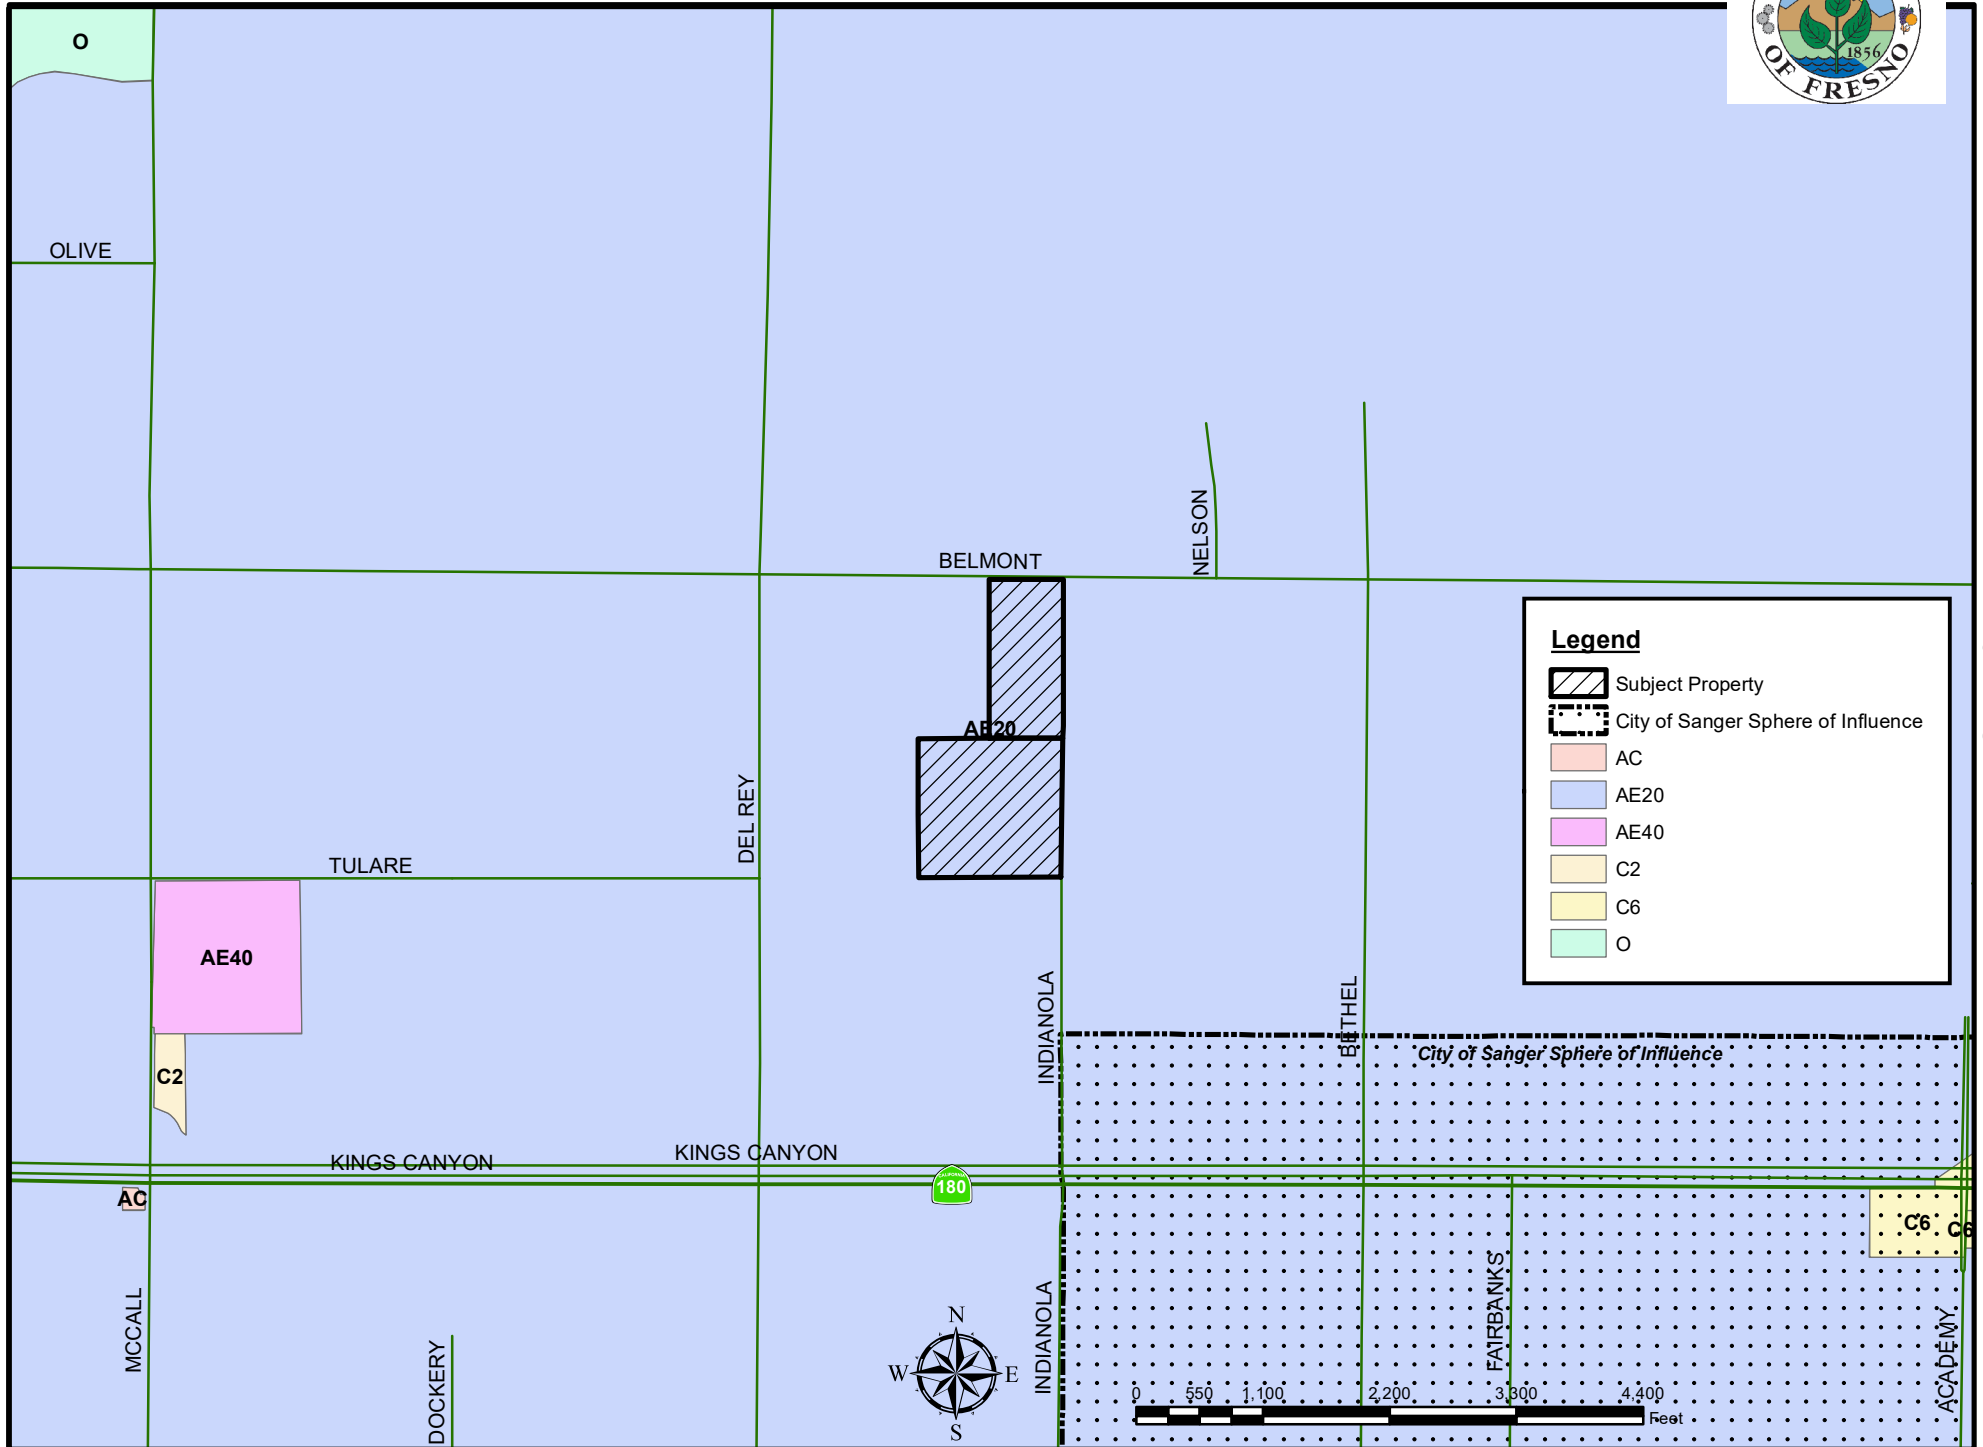 O
1856
OF FRESNO
OLIVE
NELSON
BELMONT
Legend
Subject Property
City of Sanger Sphere of Influence
AC
AE20
AE40
C2
C6
O
AE20
DEL REY
TULARE
AE40
INDIANOLA
BETHEL
City of Sanger Sphere of Influence
C2
KINGS CANYON
KINGS CANYON
CALIFORNIA
180
AC
C6
C6
MCCALL
DOCKERY
INDIANOLA
FAIRBANKS
ACADEMY
N
W E
S
0 550 1,100 2,200 3,300 4,400
Feet